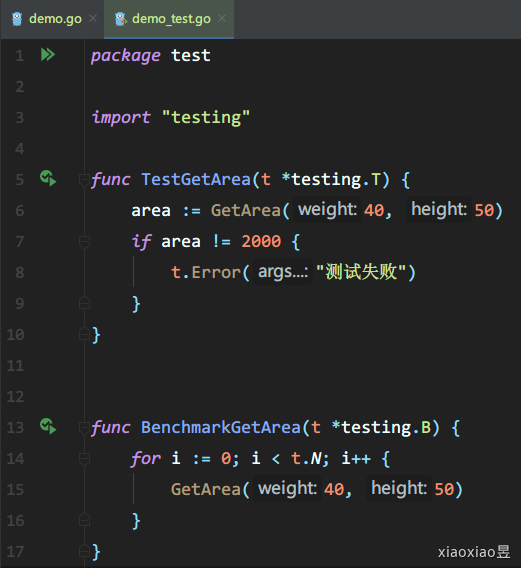 demo.go × demo_test.go ×
1 package test
2
3 import "testing"
4
5 func TestGetArea(t *testing.T) {
6 area := GetArea( weight: 40, height: 50)
7 if area != 2000 {
8 t.Error( args...: "测试失败")
9 }
10 }
11
12
13 func BenchmarkGetArea(t *testing.B) {
14 for i := 0; i < t.N; i++ {
15 GetArea( weight: 40, height: 50)
16 }
17 }
xiaoxiao昱